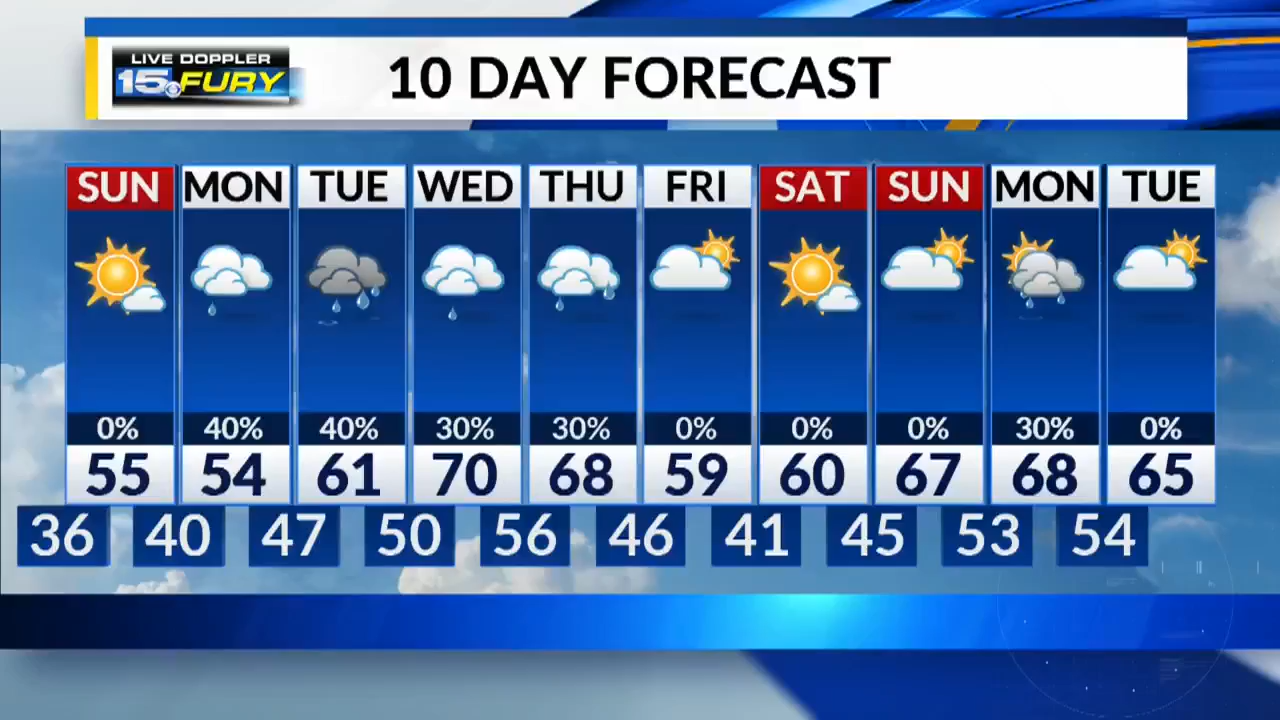 LIVE DOPPLER
15 FURY
10 DAY FORECAST
SUN MON TUE WED THU FRI SAT SUN MON TUE
0% 40% 40% 30% 30% 0% 0% 0% 30% 0%
55 54 61 70 68 59 60 67 68 65
36 40 47 50 56 46 41 45 53 54